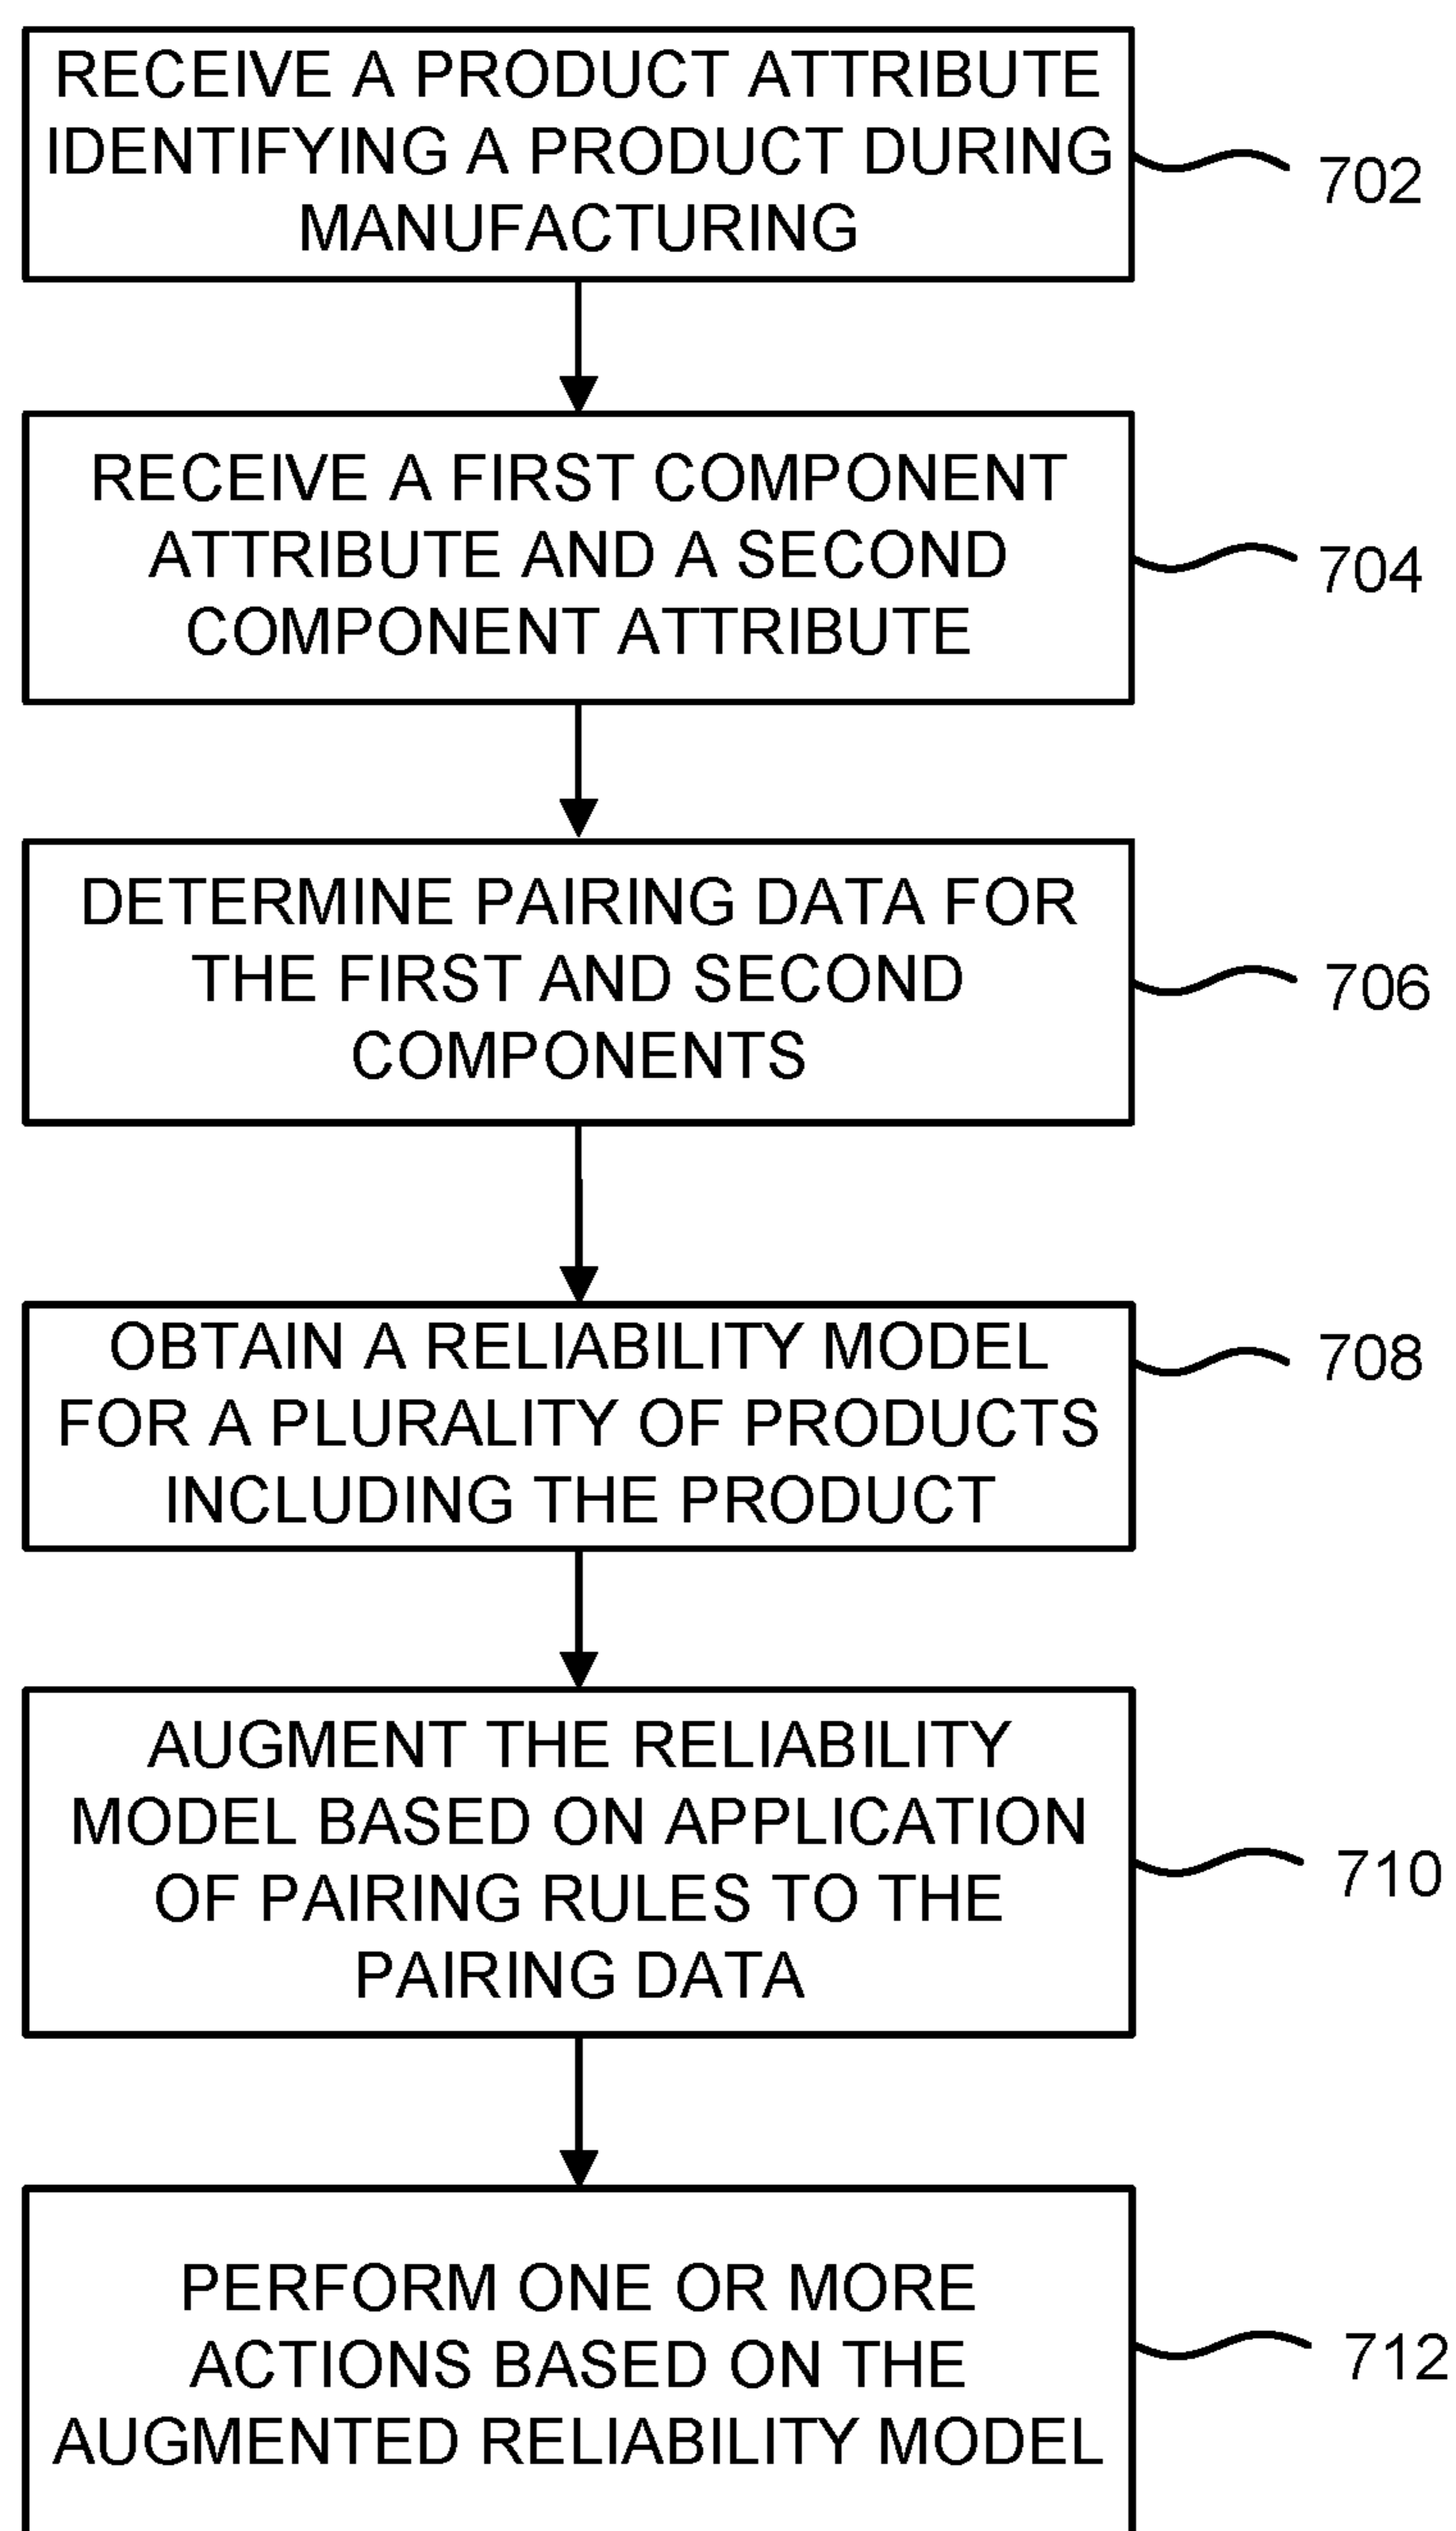 RECEIVE A PRODUCT ATTRIBUTE
IDENTIFYING A PRODUCT DURING
MANUFACTURING
702
RECEIVE A FIRST COMPONENT
ATTRIBUTE AND A SECOND
COMPONENT ATTRIBUTE
704
DETERMINE PAIRING DATA FOR
THE FIRST AND SECOND
COMPONENTS
706
OBTAIN A RELIABILITY MODEL
FOR A PLURALITY OF PRODUCTS
INCLUDING THE PRODUCT
708
AUGMENT THE RELIABILITY
MODEL BASED ON APPLICATION
OF PAIRING RULES TO THE
PAIRING DATA
710
PERFORM ONE OR MORE
ACTIONS BASED ON THE
AUGMENTED RELIABILITY MODEL
712